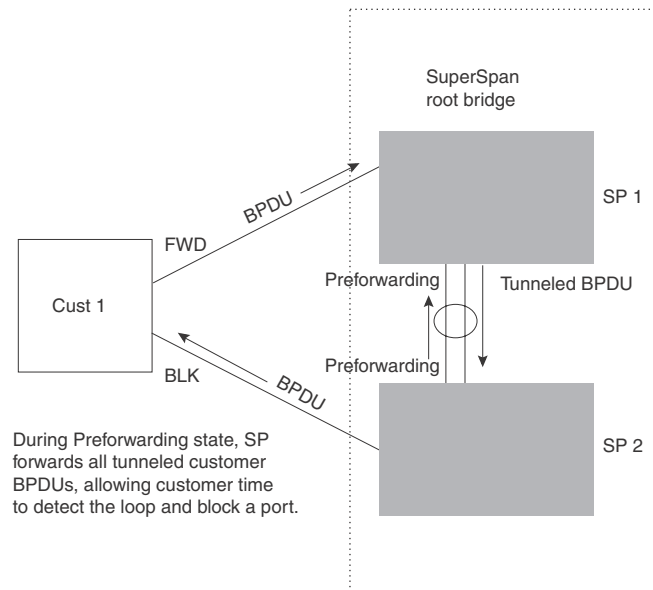 SuperSpan
root bridge
SP 1
BPDU
FWD
Preforwarding
Tunneled BPDU
Cust 1
Preforwarding
BLK
BPDU
SP 2
During Preforwarding state, SP
forwards all tunneled customer
BPDUs, allowing customer time
to detect the loop and block a port.